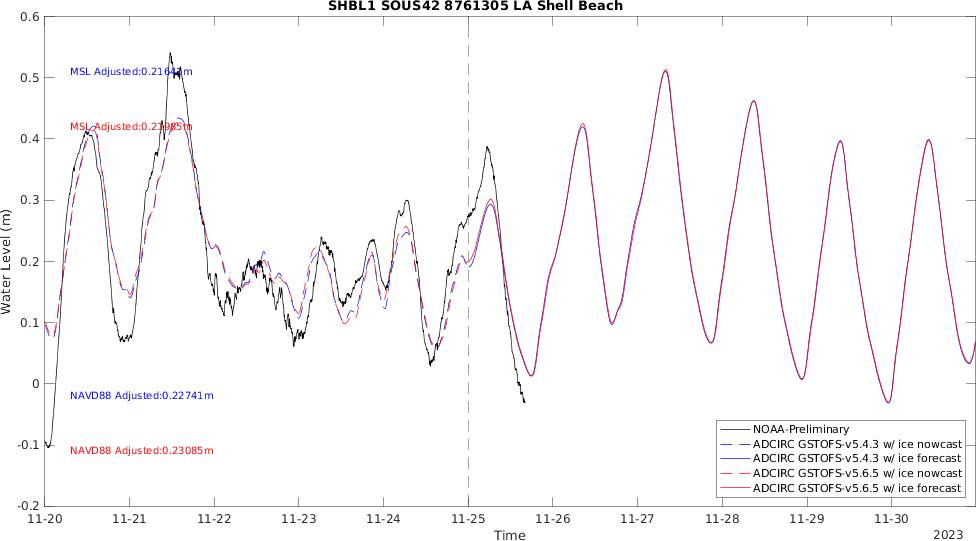 SHBL1 SOUS42 8761305 LA Shell Beach
Water Level (m)
0.6
0.5
0.4
0.3
0.2
0.1
0
-0.1
-0.2
MSL Adjusted:
MSL Adjusted:
NAVD88 Adjusted:0.22741m
NAVD88 Adjusted:0.23085m
NOAA-Preliminary
ADCIRC GSTOFS-v5.4.3 w/ ice nowcast
ADCIRC GSTOFS-v5.4.3 w/ ice forecast
ADCIRC GSTOFS-v5.6.5 w/ ice nowcast
ADCIRC GSTOFS-v5.6.5 w/ ice forecast
11-20 11-21 11-22 11-23 11-24 11-25 11-26 11-27 11-28 11-29 11-30
Time
2023